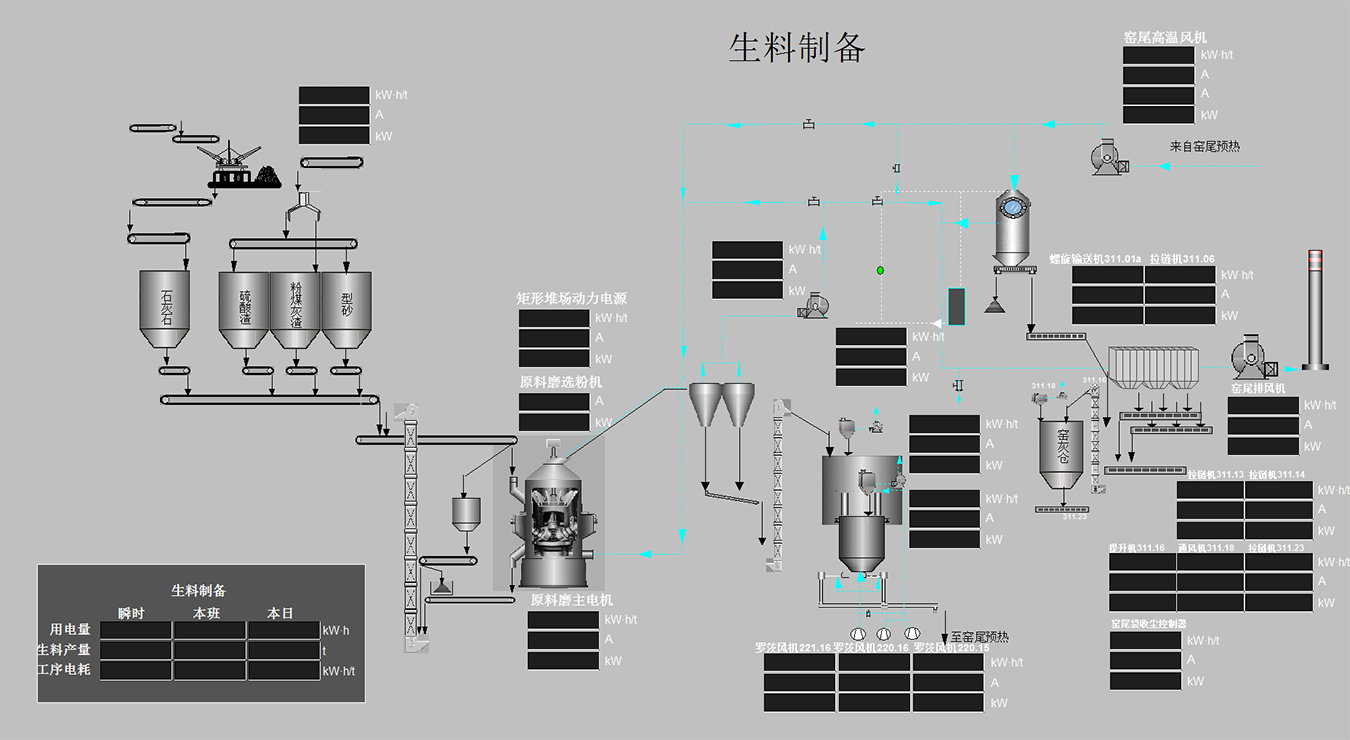 生料制备
窑尾高温风机
kW·h/t
A
A
kW
来自窑尾预热
kW·h/t
A
kW
石灰石
硫酸渣
粉煤灰渣
型砂
矩形堆场动力电源
kW·h/t
A
kW
原料磨选粉机
A
kW
kW·h/t
A
kW
kW·h/t
A
kW
螺旋输送机311.01a 拉链机311.06
kW·h/t
A
kW
窑尾排风机
kW·h/t
A
kW
311.18
311.16
窑灰仓
311.23
kW·h/t
A
kW
kW·h/t
A
kW
拉链机311.13 拉链机311.14
kW·h/t
A
kW
提升机311.16 通风机311.18 拉链机311.23
kW·h/t
A
kW
窑尾袋收尘控制器
kW·h/t
A
kW
原料磨主电机
kW·h/t
A
kW
至窑尾预热
罗茨风机221.16 罗茨风机220.16 罗茨风机220.15
kW·h/t
A
kW
生料制备
瞬时 本班 本日
用电量 kW·h
生料产量 t
工序电耗 kW·h/t